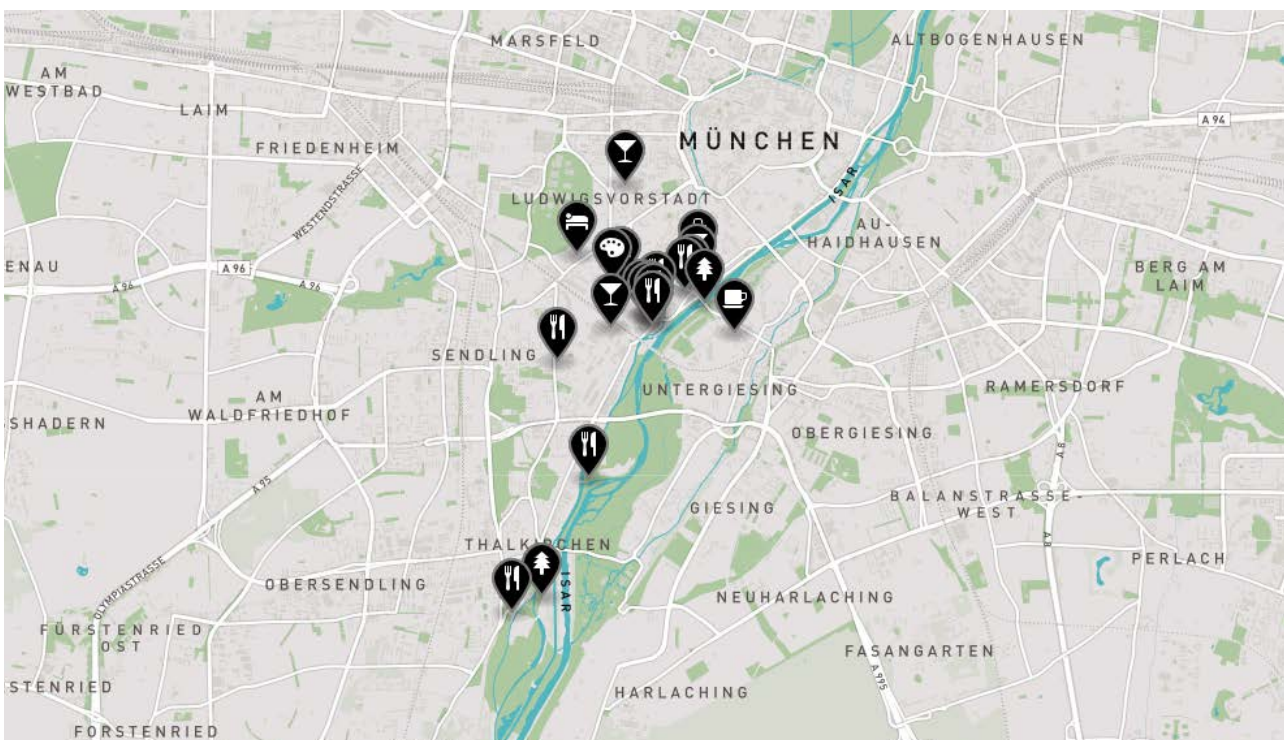 MARSFELD
ALTBOGENHAUSEN
AM
WESTBAD
LAIM
A 94
FRIEDENHEIM
MÜNCHEN
ISAR
WESTENDSTRASSE
LUDWIGSVORSTADT
AU-
HAIDHAUSEN
ENAU
A 96
A 96
A 96
BERG AM
LAIM
SENDLING
UNTERGIESING
RAMERSDORF
AM
WALDFRIEDHOF
SHADERN
OBERGIESING
A 8
A 95
GIESING
BALANSTRASSE-
WEST
A 8
THALKIRCHEN
PERLACH
OBERSENDLING
ISAR
OLYMPIASTRASSE
NEUHARLACHING
FÜRSTENRIED
OST
FASANGARTEN
A 995
STENRIED
HARLACHING
FORSTENRIED